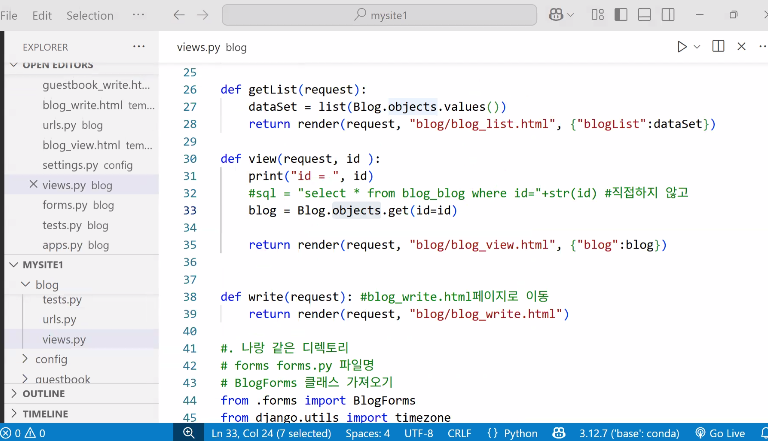 File Edit Selection ··· mysite1
EXPLORER ···
OPEN EDITORS
guestbook_write.ht...
blog_write.html tem...
urls.py blog
blog_view.html tem...
settings.py config
views.py blog
forms.py blog
tests.py blog
apps.py blog
MYSITE1
blog
tests.py
urls.py
views.py
config
guestbook
OUTLINE
TIMELINE
views.py blog
25
26 def getList(request):
27 dataSet = list(Blog.objects.values())
28 return render(request, "blog/blog_list.html", {"blogList":dataSet})
29
30 def view(request, id ):
31 print("id = ", id)
32 #sql = "select * from blog_blog where id="+str(id) #직접하지 않고
33 blog = Blog.objects.get(id=id)
34
35 return render(request, "blog/blog_view.html", {"blog":blog})
36
37
38 def write(request): #blog_write.html페이지로 이동
39 return render(request, "blog/blog_write.html")
40
41 #. 나랑 같은 디렉토리
42 # forms forms.py 파일명
43 # BlogForms 클래스 가져오기
44 from .forms import BlogForms
45 from django.utils import timezone
0 0 Ln 33, Col 24 (7 selected) Spaces: 4 UTF-8 CRLF {} Python 3.12.7 ('base': conda) Go Live